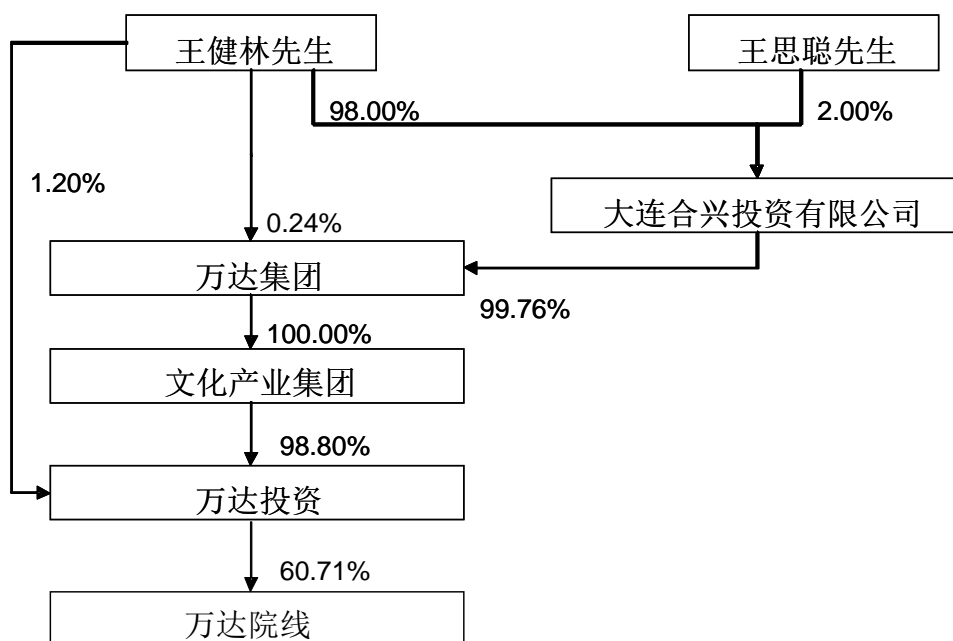 王健林先生
王思聪先生
98.00%
2.00%
1.20%
大连合兴投资有限公司
0.24%
万达集团
99.76%
100.00%
文化产业集团
98.80%
万达投资
60.71%
万达院线